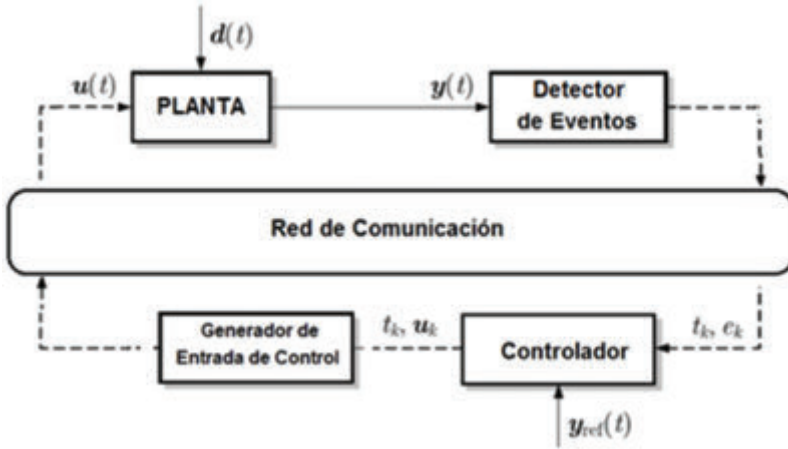 d(t)
u(t)
PLANTA
y(t)
Detector
de Eventos
Red de Comunicación
Generador de
Entrada de Control
t_k, u_k
Controlador
t_k, e_k
y_ref(t)